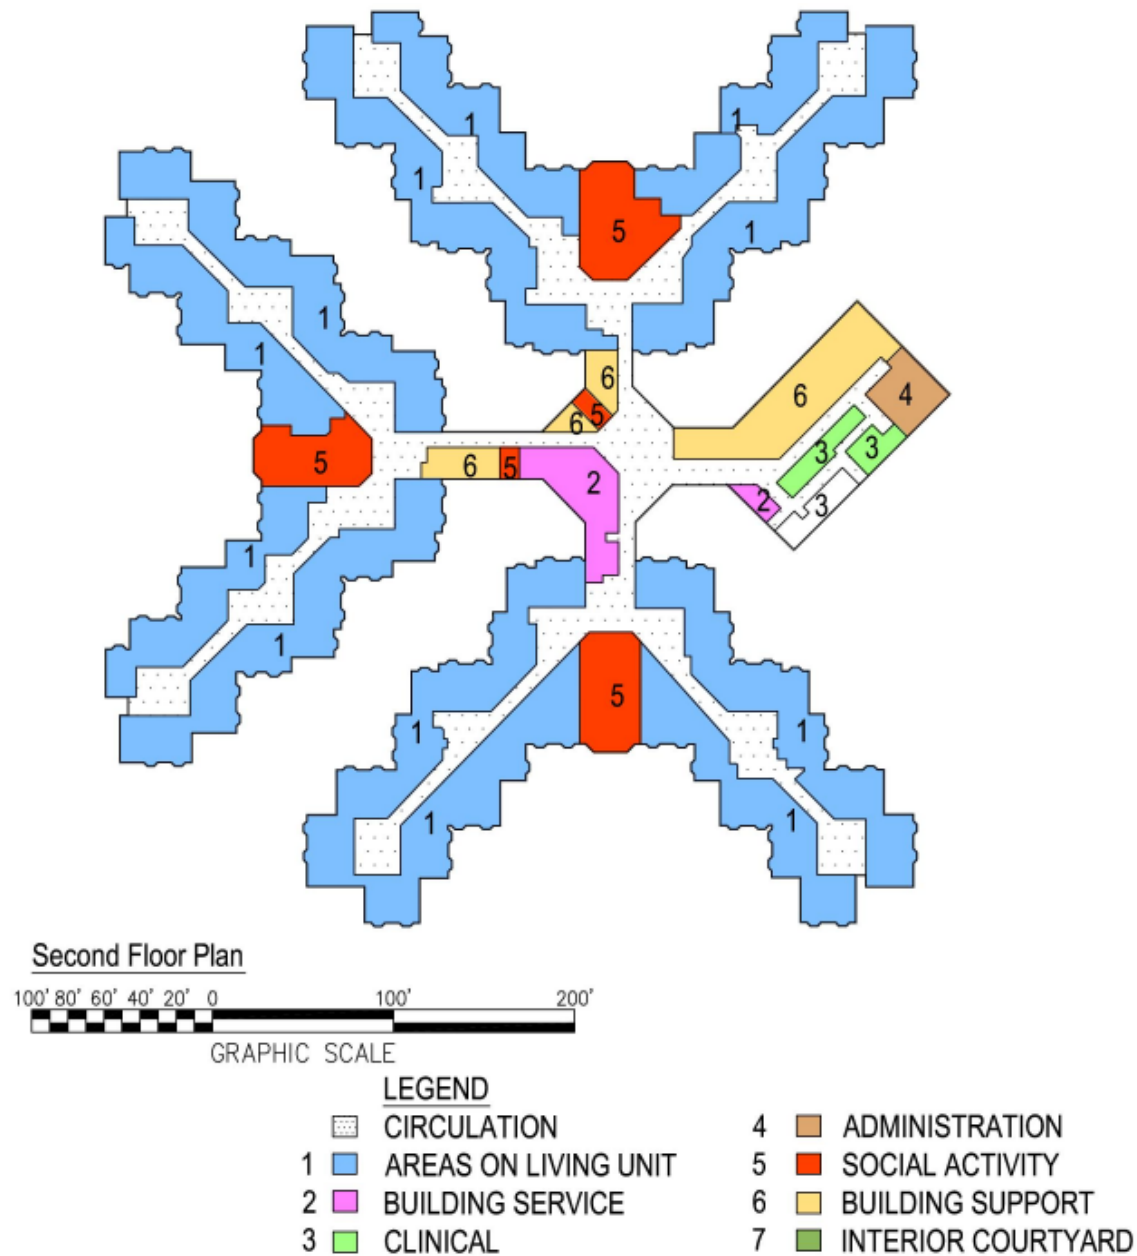 1
1
1
1
5
1
1
6
4
6
5
6
3
3
5
6
5
2
2
3
1
1
5
1
1
1
1
Second Floor Plan
100' 80' 60' 40' 20' 0 100' 200'
GRAPHIC SCALE
LEGEND
CIRCULATION
1 AREAS ON LIVING UNIT
2 BUILDING SERVICE
3 CLINICAL
4 ADMINISTRATION
5 SOCIAL ACTIVITY
6 BUILDING SUPPORT
7 INTERIOR COURTYARD